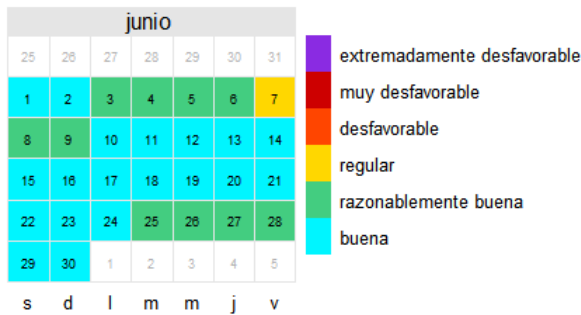 junio
25 26 27 28 29 30 31
1 2 3 4 5 6 7
8 9 10 11 12 13 14
15 16 17 18 19 20 21
22 23 24 25 26 27 28
29 30 1 2 3 4 5
s d l m m j v
extremadamente desfavorable
muy desfavorable
desfavorable
regular
razonablemente buena
buena